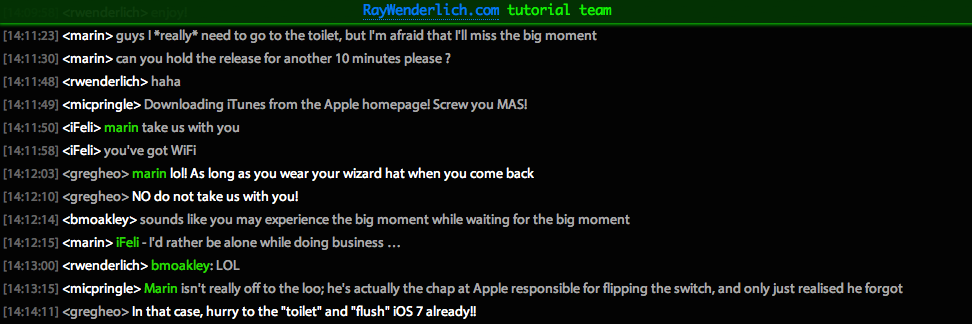 RayWenderlich.com tutorial team
[14:11:23] <marin> guys I *really* need to go to the toilet, but I'm afraid that I'll miss the big moment
[14:11:30] <marin> can you hold the release for another 10 minutes please ?
[14:11:48] <rwenderlich> haha
[14:11:49] <micpringle> Downloading iTunes from the Apple homepage! Screw you MAS!
[14:11:50] <iFeli> marin take us with you
[14:11:58] <iFeli> you've got WiFi
[14:12:03] <gregheo> marin lol! As long as you wear your wizard hat when you come back
[14:12:10] <gregheo> NO do not take us with you!
[14:12:14] <bmoakley> sounds like you may experience the big moment while waiting for the big moment
[14:12:15] <marin> iFeli - I'd rather be alone while doing business …
[14:13:00] <rwenderlich> bmoakley: LOL
[14:13:15] <micpringle> Marin isn't really off to the loo; he's actually the chap at Apple responsible for flipping the switch, and only just realised he forgot
[14:14:11] <gregheo> In that case, hurry to the "toilet" and "flush" iOS 7 already!!